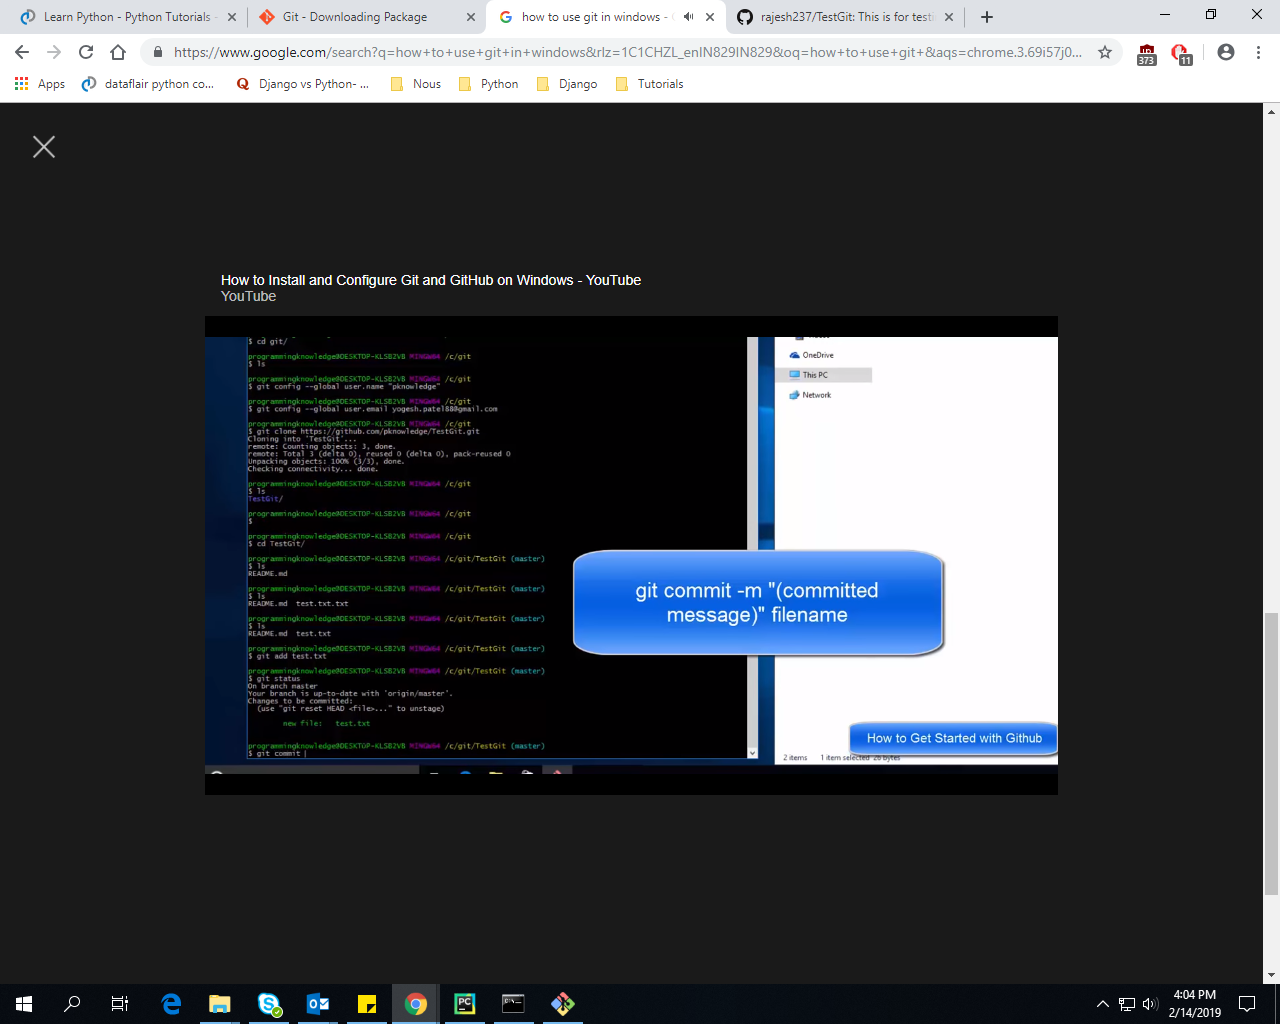 Learn Python - Python Tutorials -
Git - Downloading Package
how to use git in windows -
rajesh237/TestGit: This is for test
https://www.google.com/search?q=how+to+use+git+in+windows&rlz=1C1CHZL_enIN829IN829&oq=how+to+use+git+&aqs=chrome.3.69i57j0...
373
11
Apps
dataflair python co...
Django vs Python- ...
Nous
Python
Django
Tutorials
How to Install and Configure Git and GitHub on Windows - YouTube
YouTube
$ cd git/
programmingknowledge@DESKTOP-KLSB2VB MINGW64 /c/git
$ ls
programmingknowledge@DESKTOP-KLSB2VB MINGW64 /c/git
$ git config --global user.name "pknowledge"
programmingknowledge@DESKTOP-KLSB2VB MINGW64 /c/git
$ git config --global user.email yogesh.patel88@gmail.com
programmingknowledge@DESKTOP-KLSB2VB MINGW64 /c/git
$ git clone https://github.com/pknowledge/TestGit.git
Cloning into 'TestGit'...
remote: Counting objects: 3, done.
remote: Total 3 (delta 0), reused 0 (delta 0), pack-reused 0
Unpacking objects: 100% (3/3), done.
Checking connectivity... done.
programmingknowledge@DESKTOP-KLSB2VB MINGW64 /c/git
$ ls
TestGit/
programmingknowledge@DESKTOP-KLSB2VB MINGW64 /c/git
$
programmingknowledge@DESKTOP-KLSB2VB MINGW64 /c/git
$ cd TestGit/
programmingknowledge@DESKTOP-KLSB2VB MINGW64 /c/git/TestGit (master)
$ ls
README.md
programmingknowledge@DESKTOP-KLSB2VB MINGW64 /c/git/TestGit (master)
$ ls
README.md test.txt.txt
programmingknowledge@DESKTOP-KLSB2VB MINGW64 /c/git/TestGit (master)
$ ls
README.md test.txt
programmingknowledge@DESKTOP-KLSB2VB MINGW64 /c/git/TestGit (master)
$ git add test.txt
programmingknowledge@DESKTOP-KLSB2VB MINGW64 /c/git/TestGit (master)
$ git status
On branch master
Your branch is up-to-date with 'origin/master'.
Changes to be committed:
(use "git reset HEAD <file>..." to unstage)
new file: test.txt
programmingknowledge@DESKTOP-KLSB2VB MINGW64 /c/git/TestGit (master)
$ git commit
OneDrive
This PC
Network
git commit -m "(committed
message)" filename
How to Get Started with Github
2 items 1 item selected 26 bytes
4:04 PM
2/14/2019